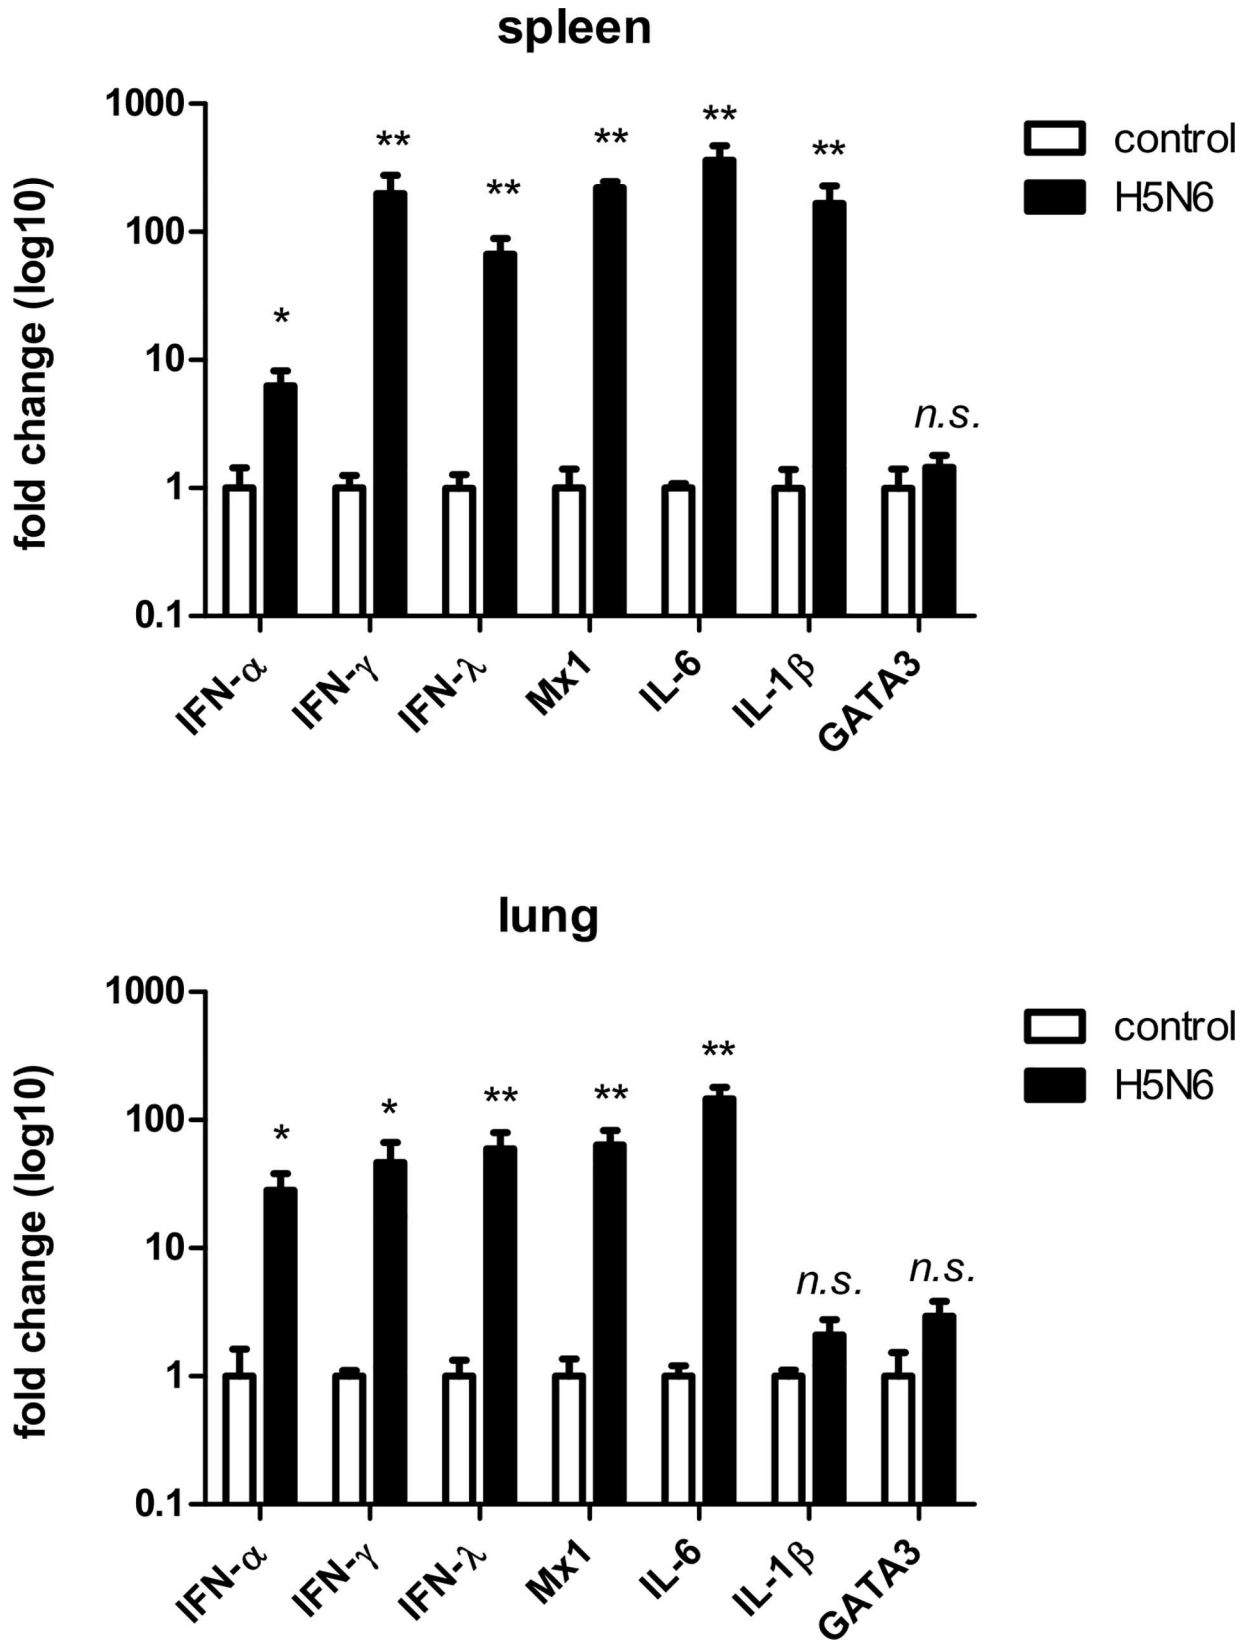 spleen
fold change (log10)
1000
100
10
1
0.1
**
**
**
**
**
*
n.s.
control
H5N6
IFN-α
IFN-γ
IFN-λ
Mx1
IL-6
IL-1β
GATA3
lung
fold change (log10)
1000
100
10
1
0.1
*
*
**
**
**
n.s.
n.s.
control
H5N6
IFN-α
IFN-γ
IFN-λ
Mx1
IL-6
IL-1β
GATA3